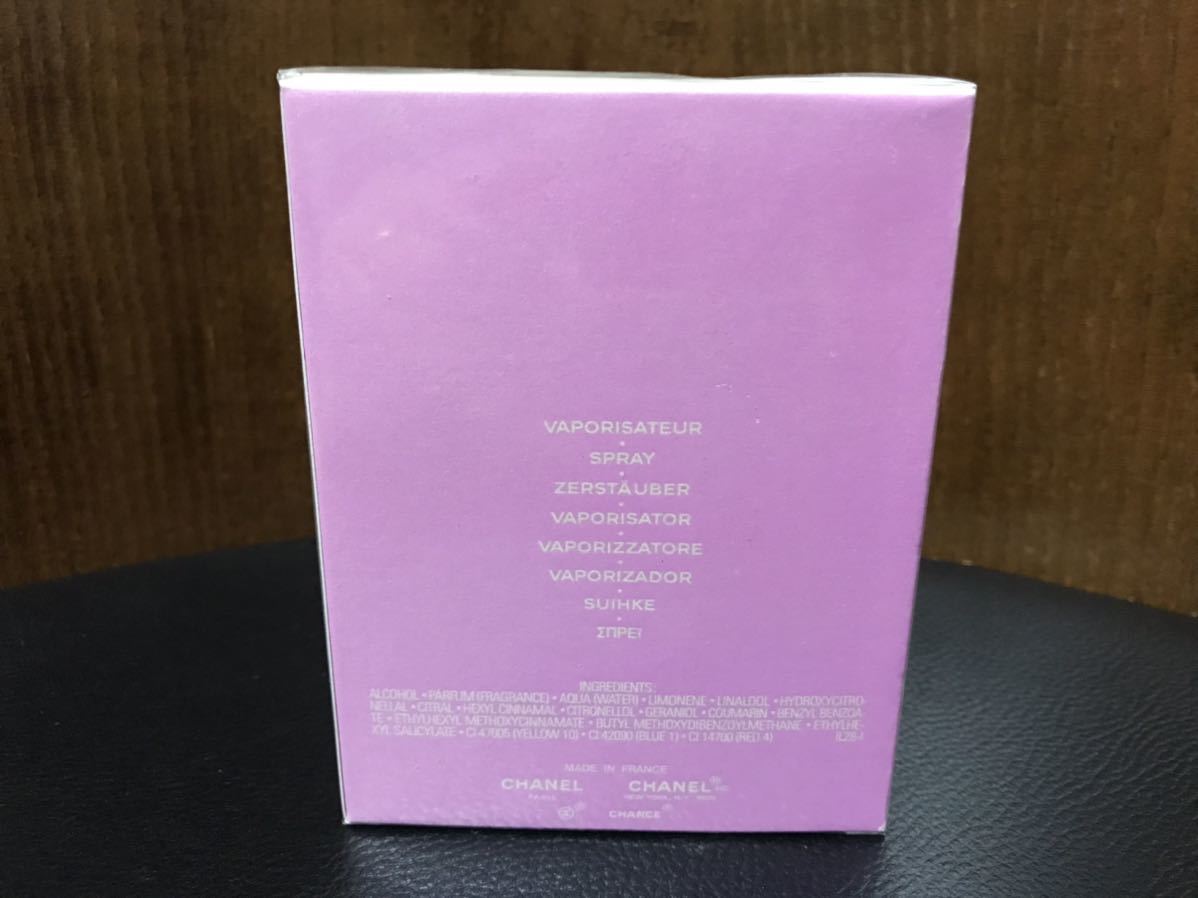 VAPORISATEUR
SPRAY
ZERSTÄUBER
VAPORISATOR
VAPORIZZATORE
VAPORIZADOR
SUIHKE
ΣΠΡΕΪ
INGREDIENTS:
ALCOHOL • PARFUM (FRAGRANCE) • AQUA (WATER) • LIMONENE • LINALOOL • HYDROXYCITRO-
NELLAL • CITRAL • HEXYL CINNAMAL • CITRONELLOL • GERANIOL • COUMARIN • BENZYL BENZOA-
TE • ETHYLHEXYL METHOXYCINNAMATE • BUTYL METHOXYDIBENZOYLMETHANE • ETHYLHE-
XYL SALICYLATE • CI 47005 (YELLOW 10) • CI 42090 (BLUE 1) • CI 14700 (RED 4)
MADE IN FRANCE
CHANEL CHANEL® INC
PARIS NEW YORK, N.Y.
CHANCE®